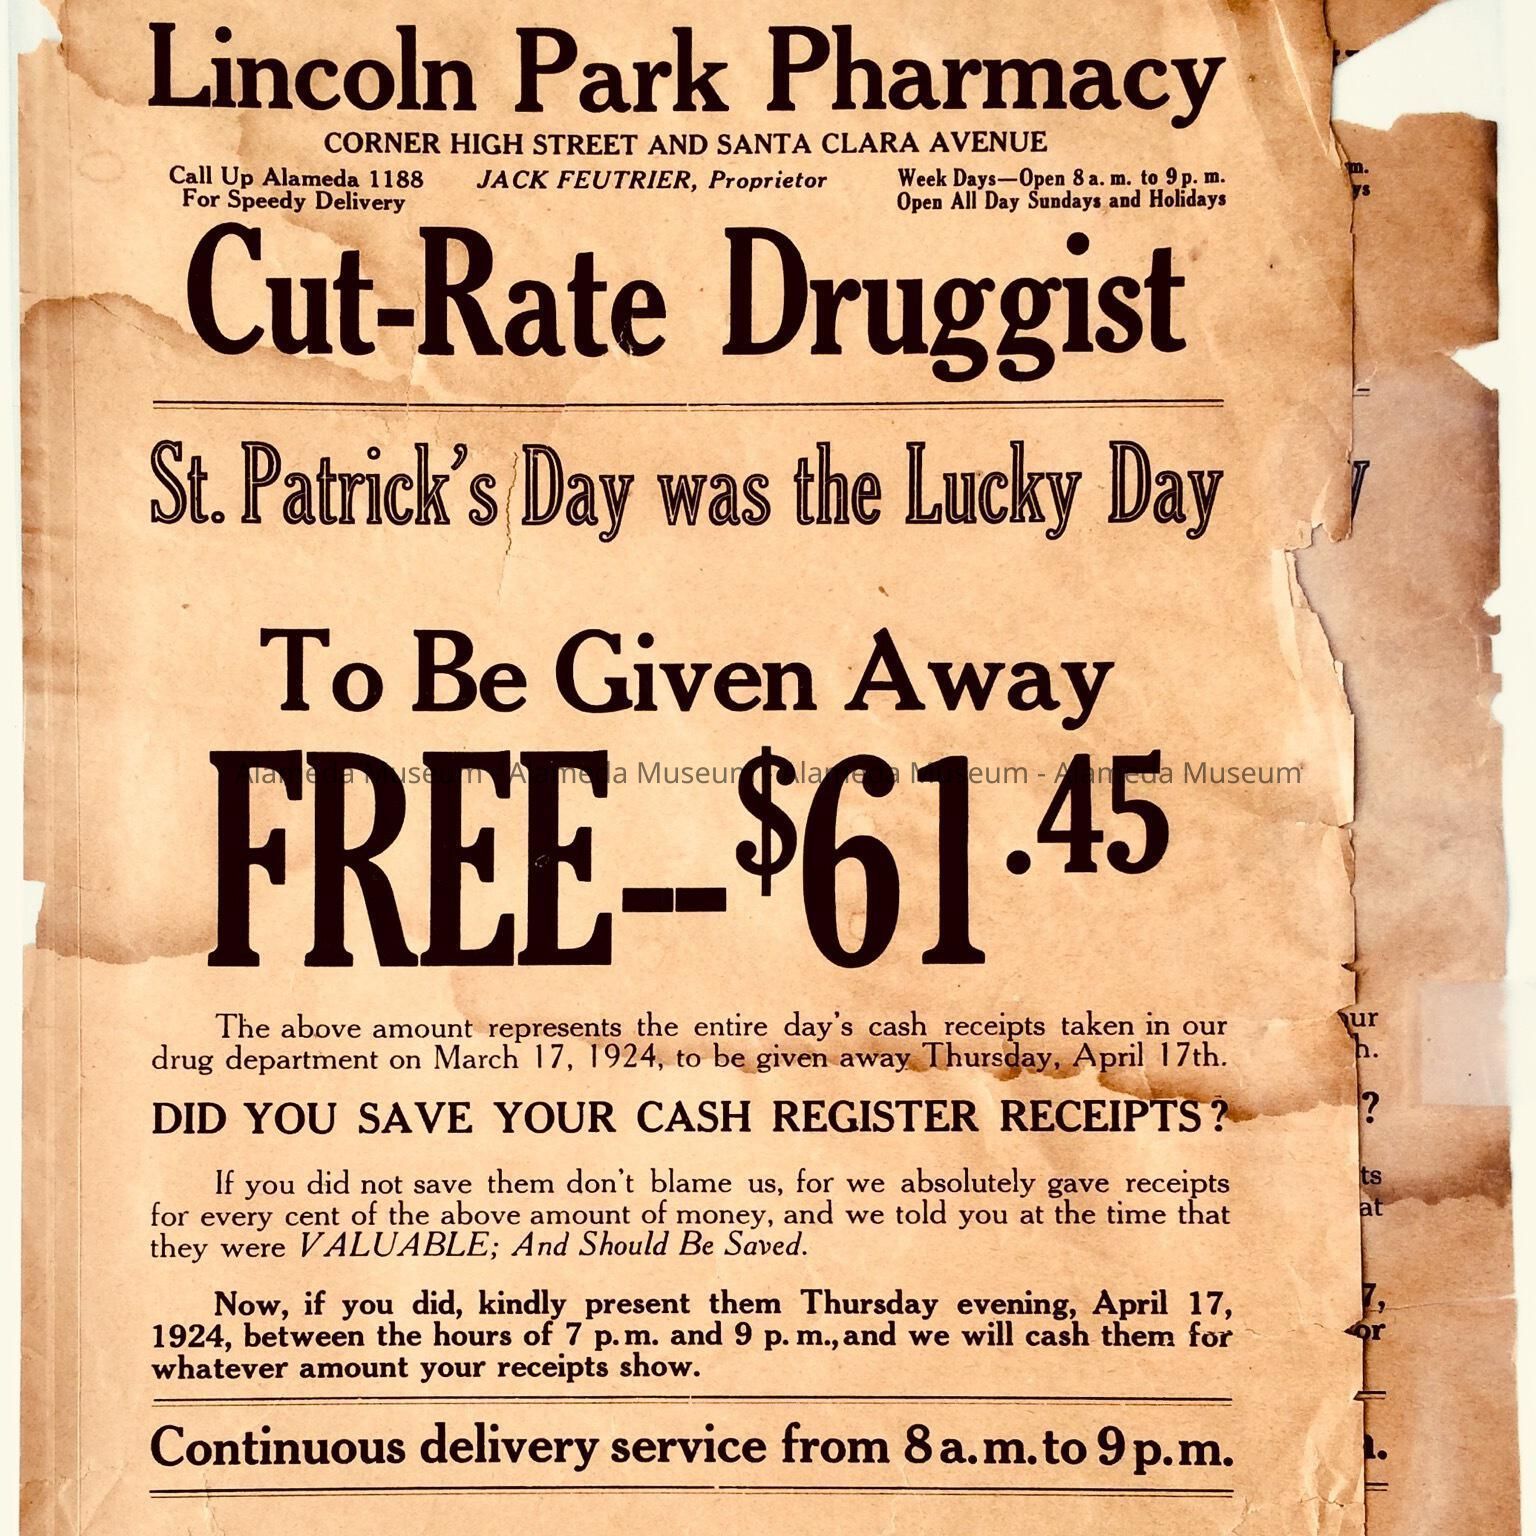 Lincoln Park Pharmacy
CORNER HIGH STREET AND SANTA CLARA AVENUE
Call Up Alameda 1188
For Speedy Delivery
JACK FEUTRIER, Proprietor
Week Days—Open 8 a. m. to 9 p. m.
Open All Day Sundays and Holidays
Cut-Rate Druggist
St. Patrick's Day was the Lucky Day
To Be Given Away
FREE--$61.45
Alameda Museum - Alameda Museum - Alameda Museum - Alameda Museum
The above amount represents the entire day's cash receipts taken in our
drug department on March 17, 1924, to be given away Thursday, April 17th.
DID YOU SAVE YOUR CASH REGISTER RECEIPTS?
If you did not save them don't blame us, for we absolutely gave receipts
for every cent of the above amount of money, and we told you at the time that
they were VALUABLE; And Should Be Saved.
Now, if you did, kindly present them Thursday evening, April 17,
1924, between the hours of 7 p. m. and 9 p. m., and we will cash them for
whatever amount your receipts show.
Continuous delivery service from 8 a. m. to 9 p. m.